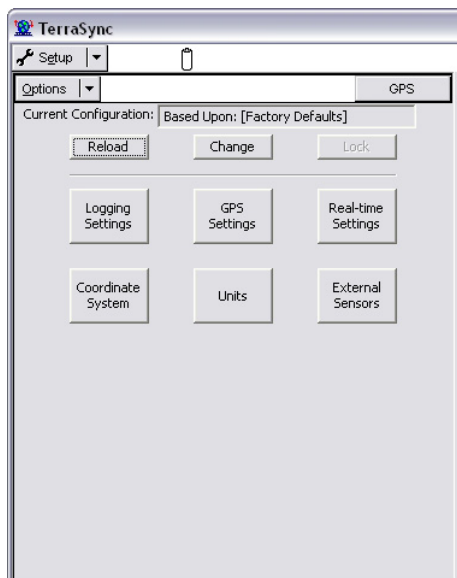 TerraSync
Setup
Options GPS
Current Configuration: Based Upon: [Factory Defaults]
Reload Change Lock
Logging Settings
GPS Settings
Real-time Settings
Coordinate System
Units
External Sensors